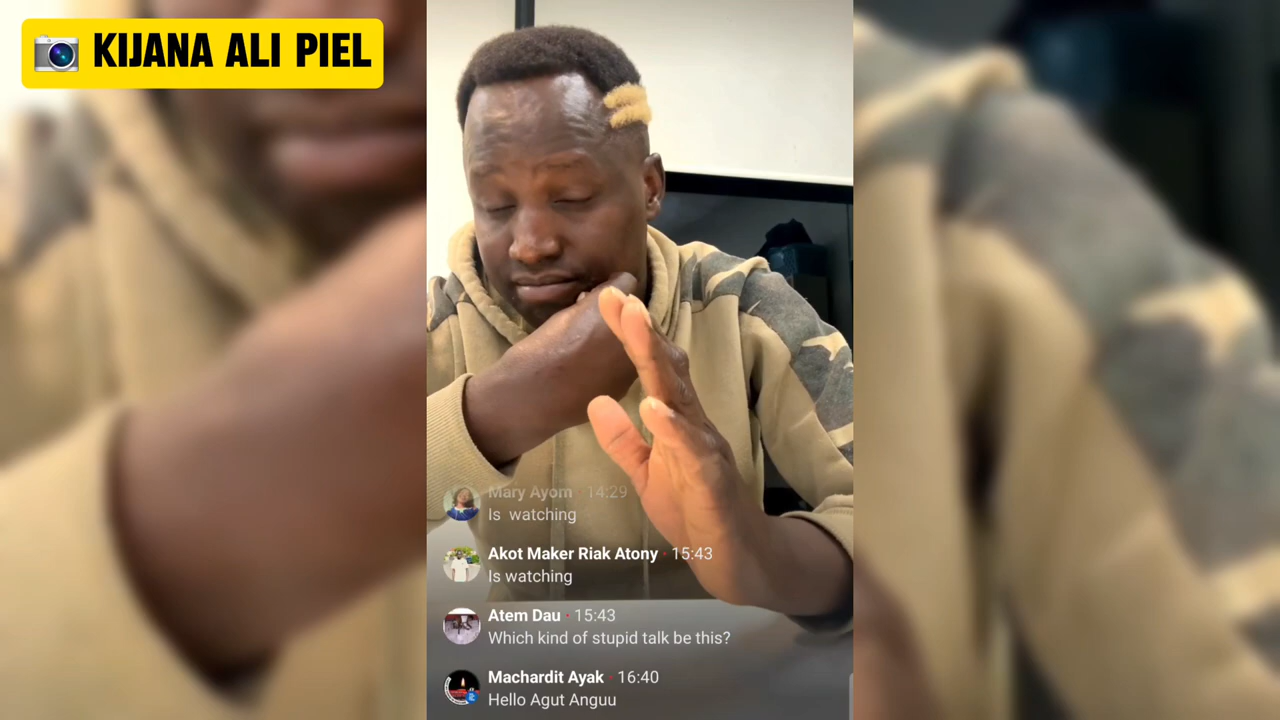 KIJANA ALI PIEL
Mary Ayom · 14:29
Is watching
Akot Maker Riak Atony · 15:43
Is watching
Atem Dau · 15:43
Which kind of stupid talk be this?
Machardit Ayak · 16:40
Hello Agut Anguu